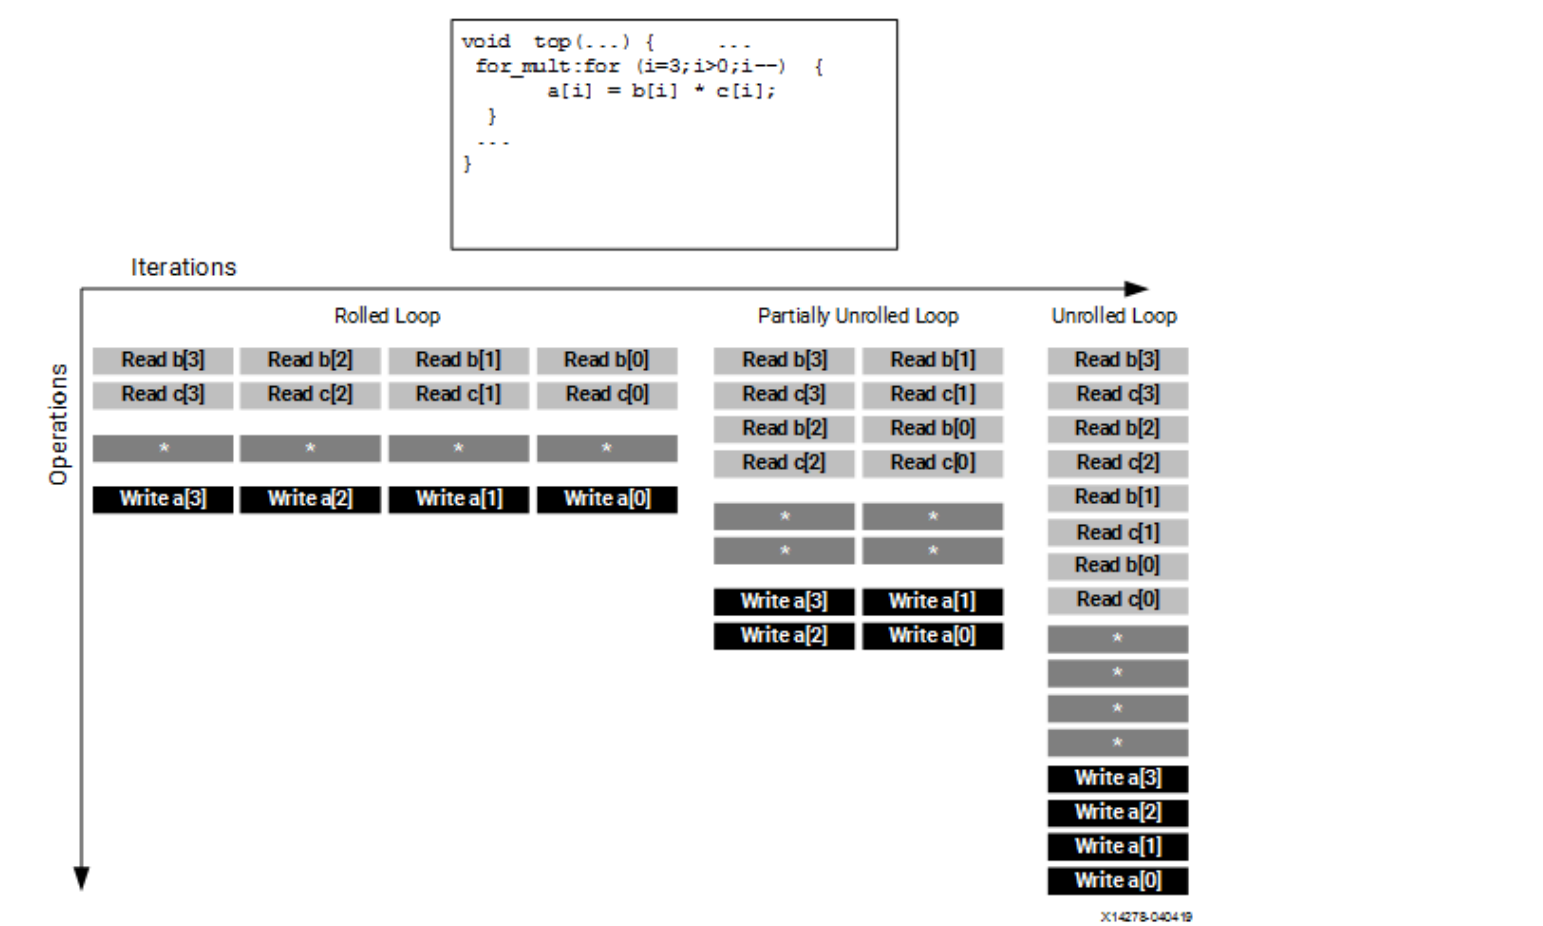 void top(...) { ...
for_mult:for (i=3;i>0;i--) {
a[i] = b[i] * c[i];
}
...
}
Iterations
Operations
Rolled Loop
Partially Unrolled Loop
Unrolled Loop
Read b[3] Read b[2] Read b[1] Read b[0]
Read c[3] Read c[2] Read c[1] Read c[0]
* * * *
Write a[3] Write a[2] Write a[1] Write a[0]
Read b[3] Read b[1]
Read c[3] Read c[1]
Read b[2] Read b[0]
Read c[2] Read c[0]
* *
* *
Write a[3] Write a[1]
Write a[2] Write a[0]
Read b[3]
Read c[3]
Read b[2]
Read c[2]
Read b[1]
Read c[1]
Read b[0]
Read c[0]
*
*
*
*
Write a[3]
Write a[2]
Write a[1]
Write a[0]
X14278-040419